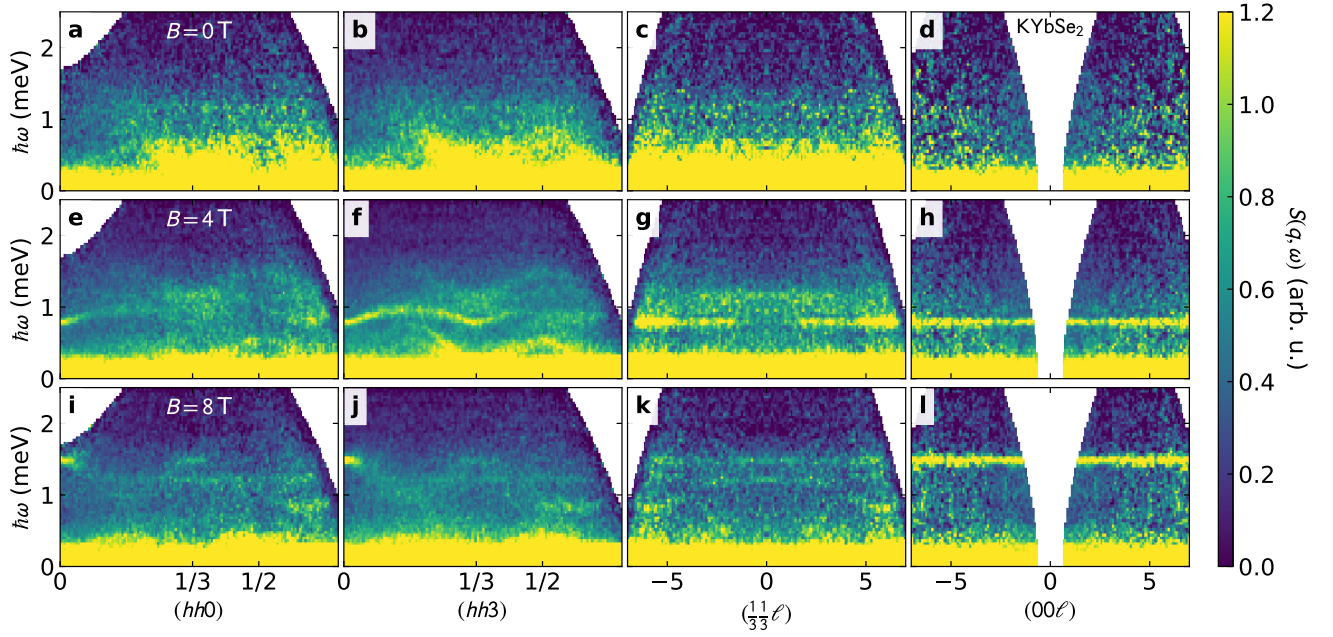 a B = 0 T b c d KYbSe₂
ħω (meV)
2
1
0
e B = 4 T f g h
ħω (meV)
2
1
0
i B = 8 T j k l
ħω (meV)
2
1
0
0 1/3 1/2 0 1/3 1/2 −5 0 5 −5 0 5
(hh0) (hh3) (1/3 1/3 ℓ) (00ℓ)
1.2
1.0
0.8
0.6
0.4
0.2
0.0
S(q, ω) (arb. u.)